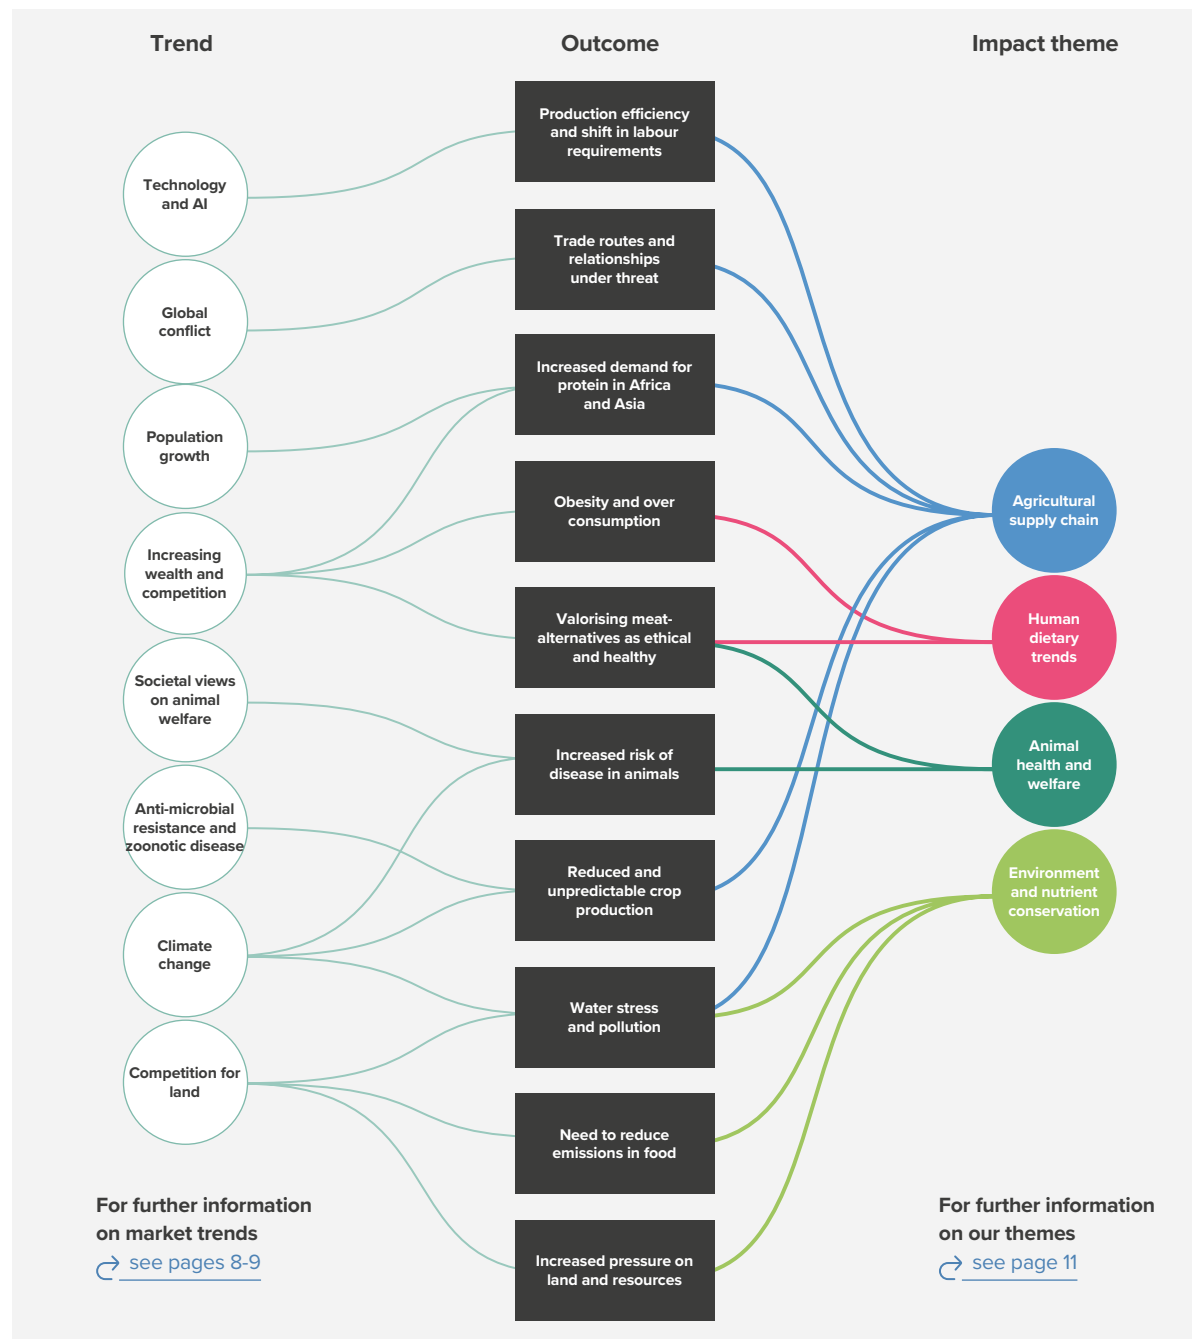 Trend
Outcome
Impact theme
Technology
and AI
Global
conflict
Population
growth
Increasing
wealth and
competition
Societal views
on animal
welfare
Anti-microbial
resistance and
zoonotic disease
Climate
change
Competition for
land
Production efficiency
and shift in labour
requirements
Trade routes and
relationships
under threat
Increased demand for
protein in Africa
and Asia
Obesity and over
consumption
Valorising meat-
alternatives as ethical
and healthy
Increased risk of
disease in animals
Reduced and
unpredictable crop
production
Water stress
and pollution
Need to reduce
emissions in food
Increased pressure on
land and resources
Agricultural
supply chain
Human
dietary
trends
Animal
health and
welfare
Environment
and nutrient
conservation
For further information
on market trends
see pages 8-9
For further information
on our themes
see page 11